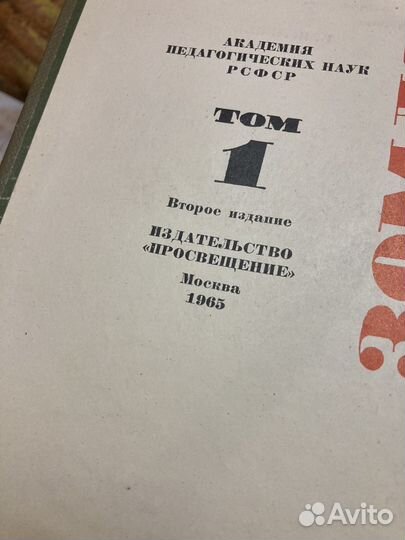 АКАДЕМИЯ
ПЕДАГОГИЧЕСКИХ НАУК
РСФСР
ТОМ
1
Второе издание
ИЗДАТЕЛЬСТВО
«ПРОСВЕЩЕНИЕ»
Москва
1965
Avito